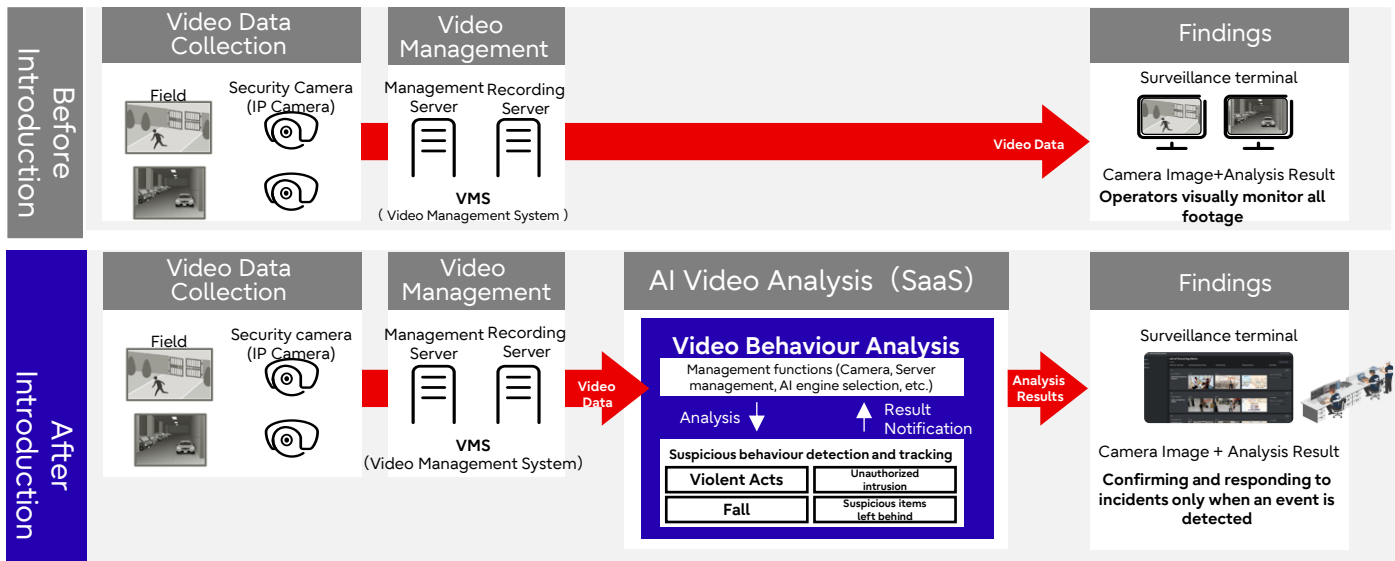 Before
Introduction
Video Data
Collection
Field
Security Camera
(IP Camera)
Video
Management
Management
Server
Recording
Server
VMS
( Video Management System )
Video Data
Findings
Surveillance terminal
Camera Image+Analysis Result
Operators visually monitor all
footage
After
Introduction
Video Data
Collection
Field
Security camera
(IP Camera)
Video
Management
Management
Server
Recording
Server
VMS
(Video Management System)
Video
Data
AI Video Analysis（SaaS）
Video Behaviour Analysis
Management functions (Camera, Server
management, AI engine selection, etc.)
Analysis
Result
Notification
Suspicious behaviour detection and tracking
Violent Acts
Unauthorized
intrusion
Fall
Suspicious items
left behind
Analysis
Results
Findings
Surveillance terminal
Camera Image + Analysis Result
Confirming and responding to
incidents only when an event is
detected